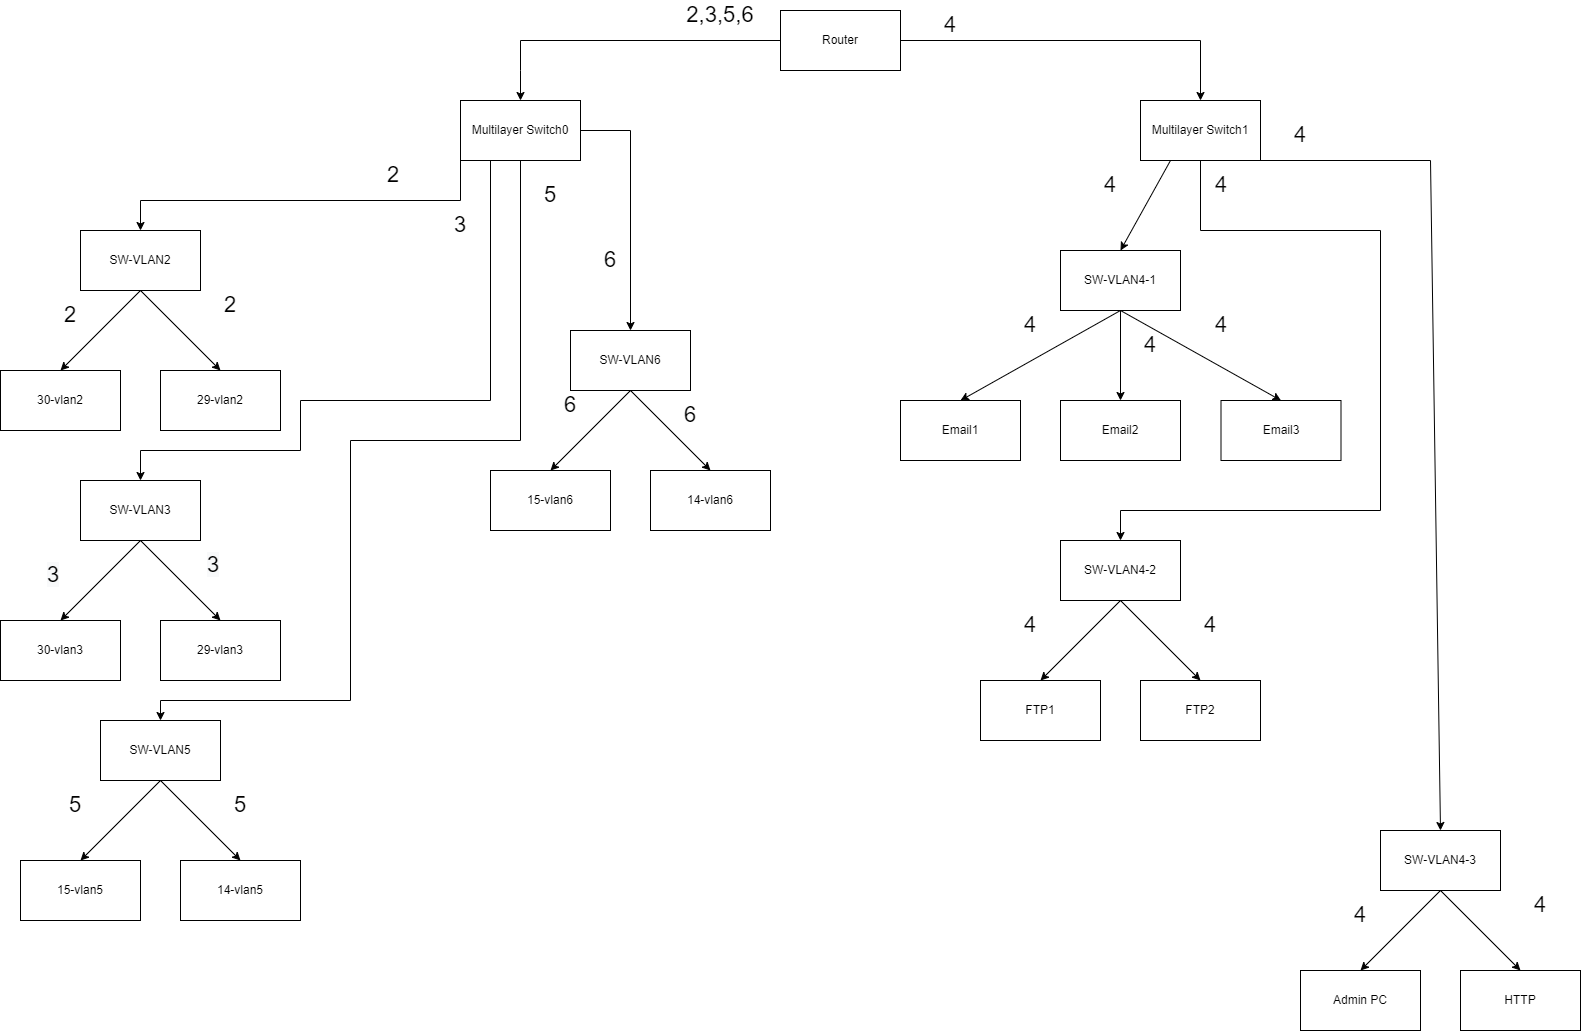 2,3,5,6
Router
4
Multilayer Switch0
Multilayer Switch1
4
2
5
4
4
3
SW-VLAN2
6
SW-VLAN4-1
2
2
4
4
4
SW-VLAN6
30-vlan2
29-vlan2
6
6
Email1
Email2
Email3
15-vlan6
14-vlan6
SW-VLAN3
3
3
SW-VLAN4-2
4
4
30-vlan3
29-vlan3
FTP1
FTP2
SW-VLAN5
5
5
SW-VLAN4-3
15-vlan5
14-vlan5
4
4
Admin PC
HTTP